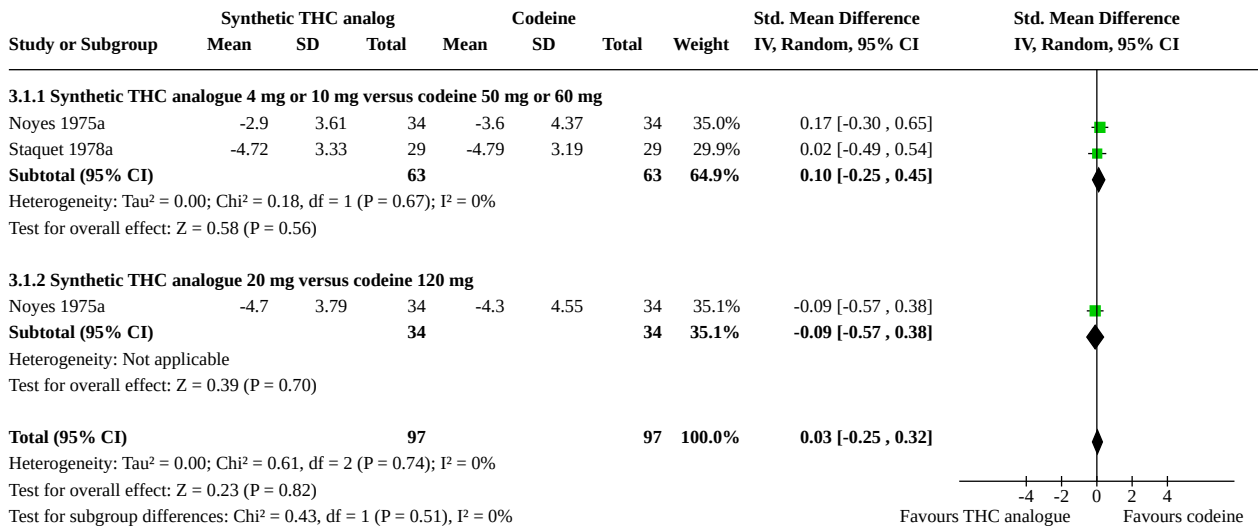 Synthetic THC analog Codeine Std. Mean Difference Std. Mean Difference
Study or Subgroup Mean SD Total Mean SD Total Weight IV, Random, 95% CI IV, Random, 95% CI
3.1.1 Synthetic THC analogue 4 mg or 10 mg versus codeine 50 mg or 60 mg
Noyes 1975a -2.9 3.61 34 -3.6 4.37 34 35.0% 0.17 [-0.30 , 0.65]
Staquet 1978a -4.72 3.33 29 -4.79 3.19 29 29.9% 0.02 [-0.49 , 0.54]
Subtotal (95% CI) 63 63 64.9% 0.10 [-0.25 , 0.45]
Heterogeneity: Tau² = 0.00; Chi² = 0.18, df = 1 (P = 0.67); I² = 0%
Test for overall effect: Z = 0.58 (P = 0.56)
3.1.2 Synthetic THC analogue 20 mg versus codeine 120 mg
Noyes 1975a -4.7 3.79 34 -4.3 4.55 34 35.1% -0.09 [-0.57 , 0.38]
Subtotal (95% CI) 34 34 35.1% -0.09 [-0.57 , 0.38]
Heterogeneity: Not applicable
Test for overall effect: Z = 0.39 (P = 0.70)
Total (95% CI) 97 97 100.0% 0.03 [-0.25 , 0.32]
Heterogeneity: Tau² = 0.00; Chi² = 0.61, df = 2 (P = 0.74); I² = 0%
Test for overall effect: Z = 0.23 (P = 0.82)
-4 -2 0 2 4
Test for subgroup differences: Chi² = 0.43, df = 1 (P = 0.51), I² = 0% Favours THC analogue Favours codeine